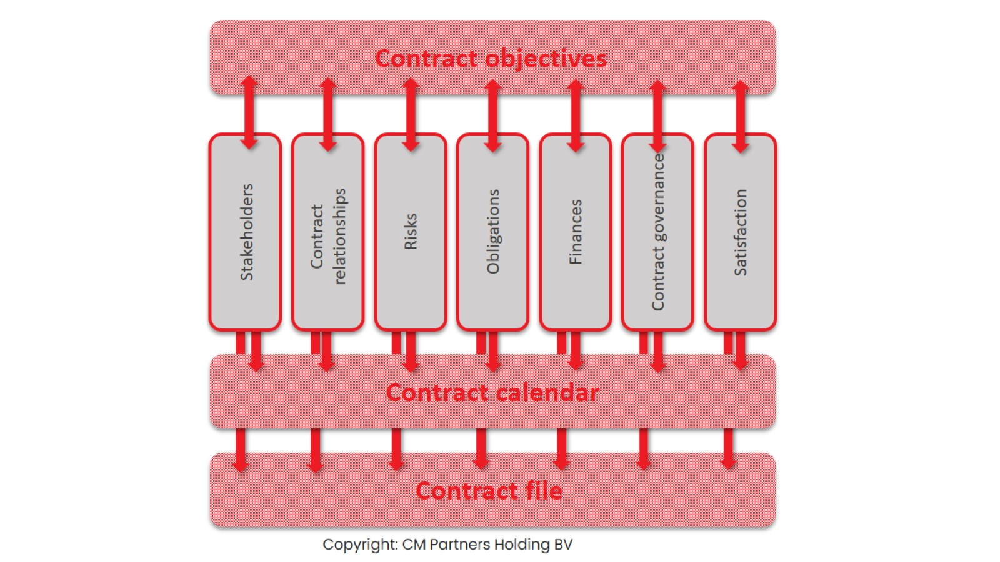 Contract objectives
Stakeholders
Contract
relationships
Risks
Obligations
Finances
Contract governance
Satisfaction
Contract calendar
Contract file
Copyright: CM Partners Holding BV